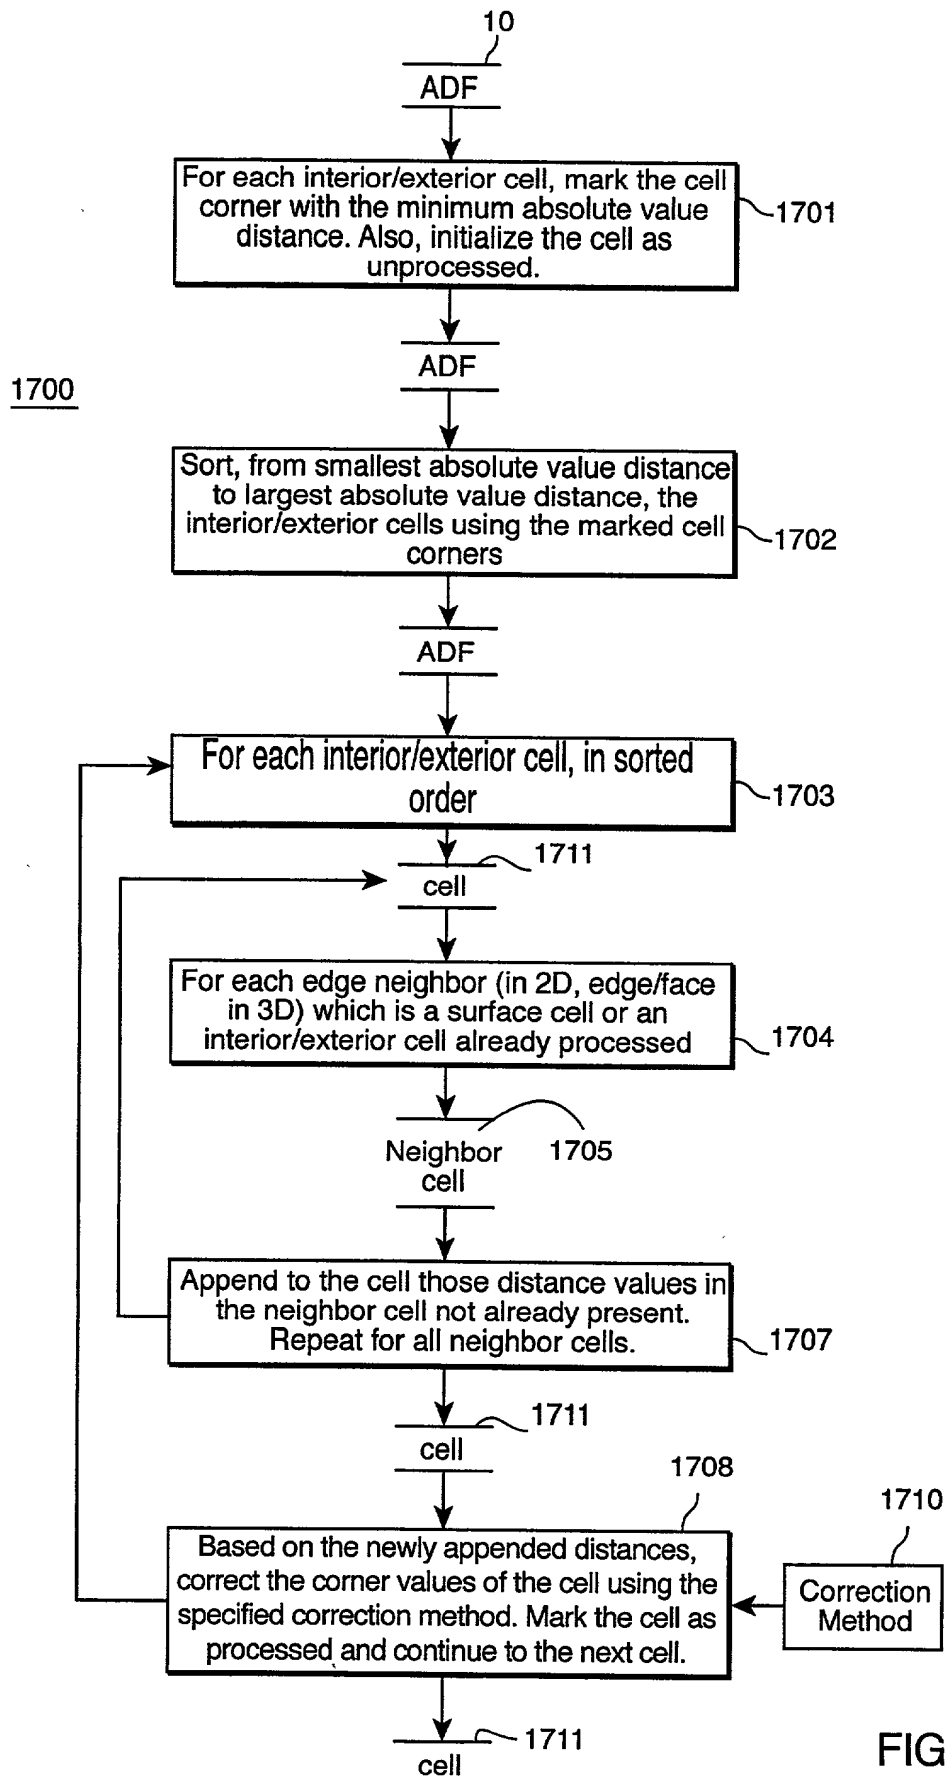 10
ADF
For each interior/exterior cell, mark the cell
corner with the minimum absolute value
distance. Also, initialize the cell as
unprocessed.
1701
ADF
1700
Sort, from smallest absolute value distance
to largest absolute value distance, the
interior/exterior cells using the marked cell
corners
1702
ADF
For each interior/exterior cell, in sorted
order
1703
1711
cell
For each edge neighbor (in 2D, edge/face
in 3D) which is a surface cell or an
interior/exterior cell already processed
1704
Neighbor
cell
1705
Append to the cell those distance values in
the neighbor cell not already present.
Repeat for all neighbor cells.
1707
1711
cell
1708
1710
Based on the newly appended distances,
correct the corner values of the cell using the
specified correction method. Mark the cell as
processed and continue to the next cell.
Correction
Method
1711
cell
FIG